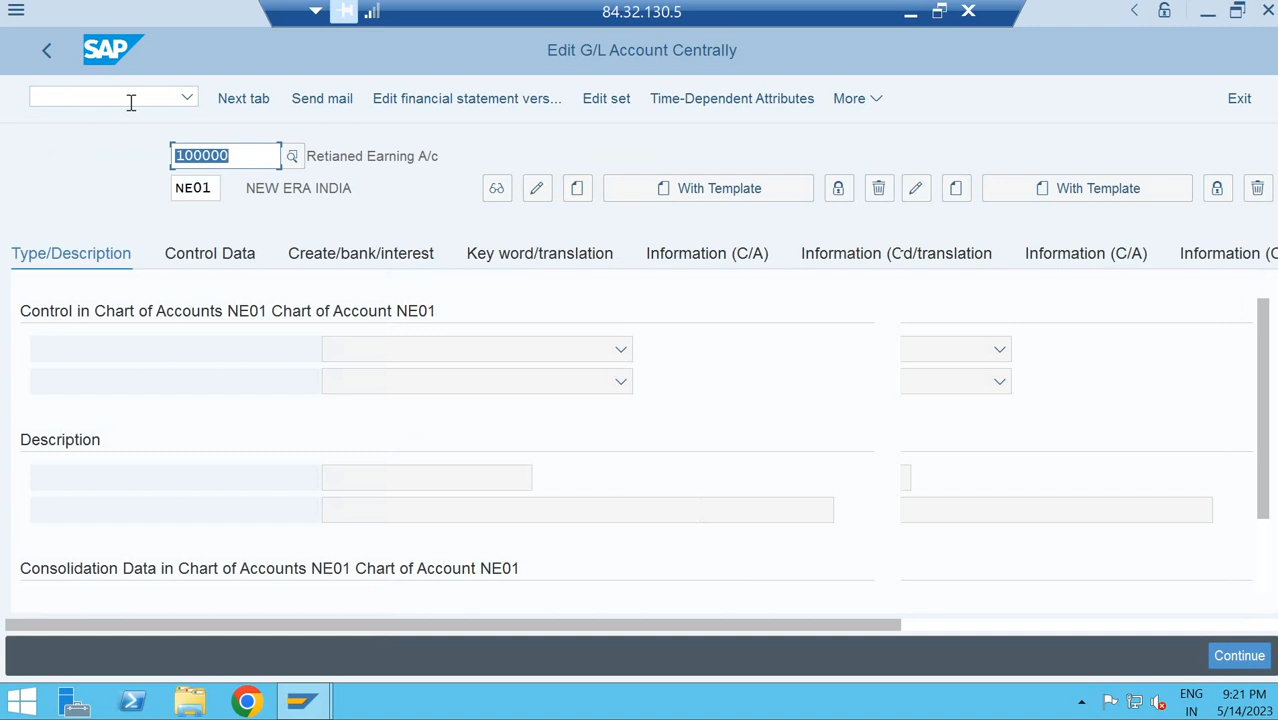 84.32.130.5
SAP
Edit G/L Account Centrally
Next tab
Send mail
Edit financial statement vers...
Edit set
Time-Dependent Attributes
More
Exit
100000
Retianed Earning A/c
NE01
NEW ERA INDIA
With Template
With Template
Type/Description
Control Data
Create/bank/interest
Key word/translation
Information (C/A)
Information (C
d/translation
Information (C/A)
Information (C
Control in Chart of Accounts NE01 Chart of Account NE01
Description
Consolidation Data in Chart of Accounts NE01 Chart of Account NE01
Continue
ENG
IN
9:21 PM
5/14/2023